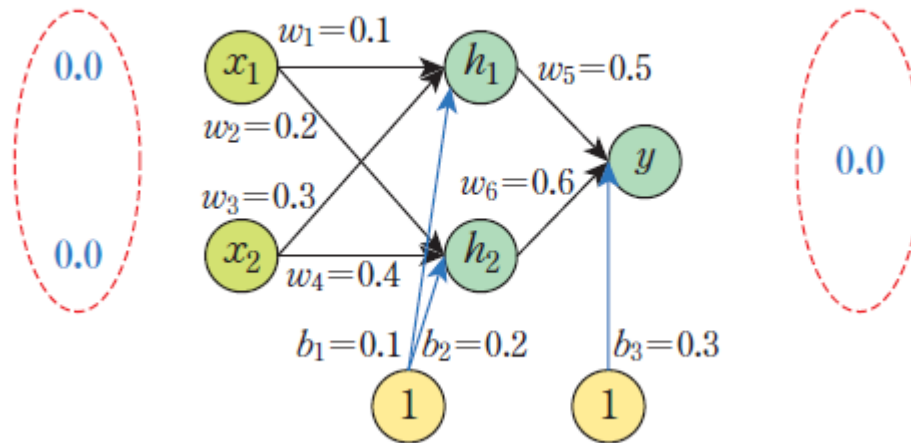 0.0
0.0
x₁
x₂
w₁=0.1
w₂=0.2
w₃=0.3
w₄=0.4
h₁
h₂
w₅=0.5
w₆=0.6
y
0.0
b₁=0.1
b₂=0.2
b₃=0.3
1
1